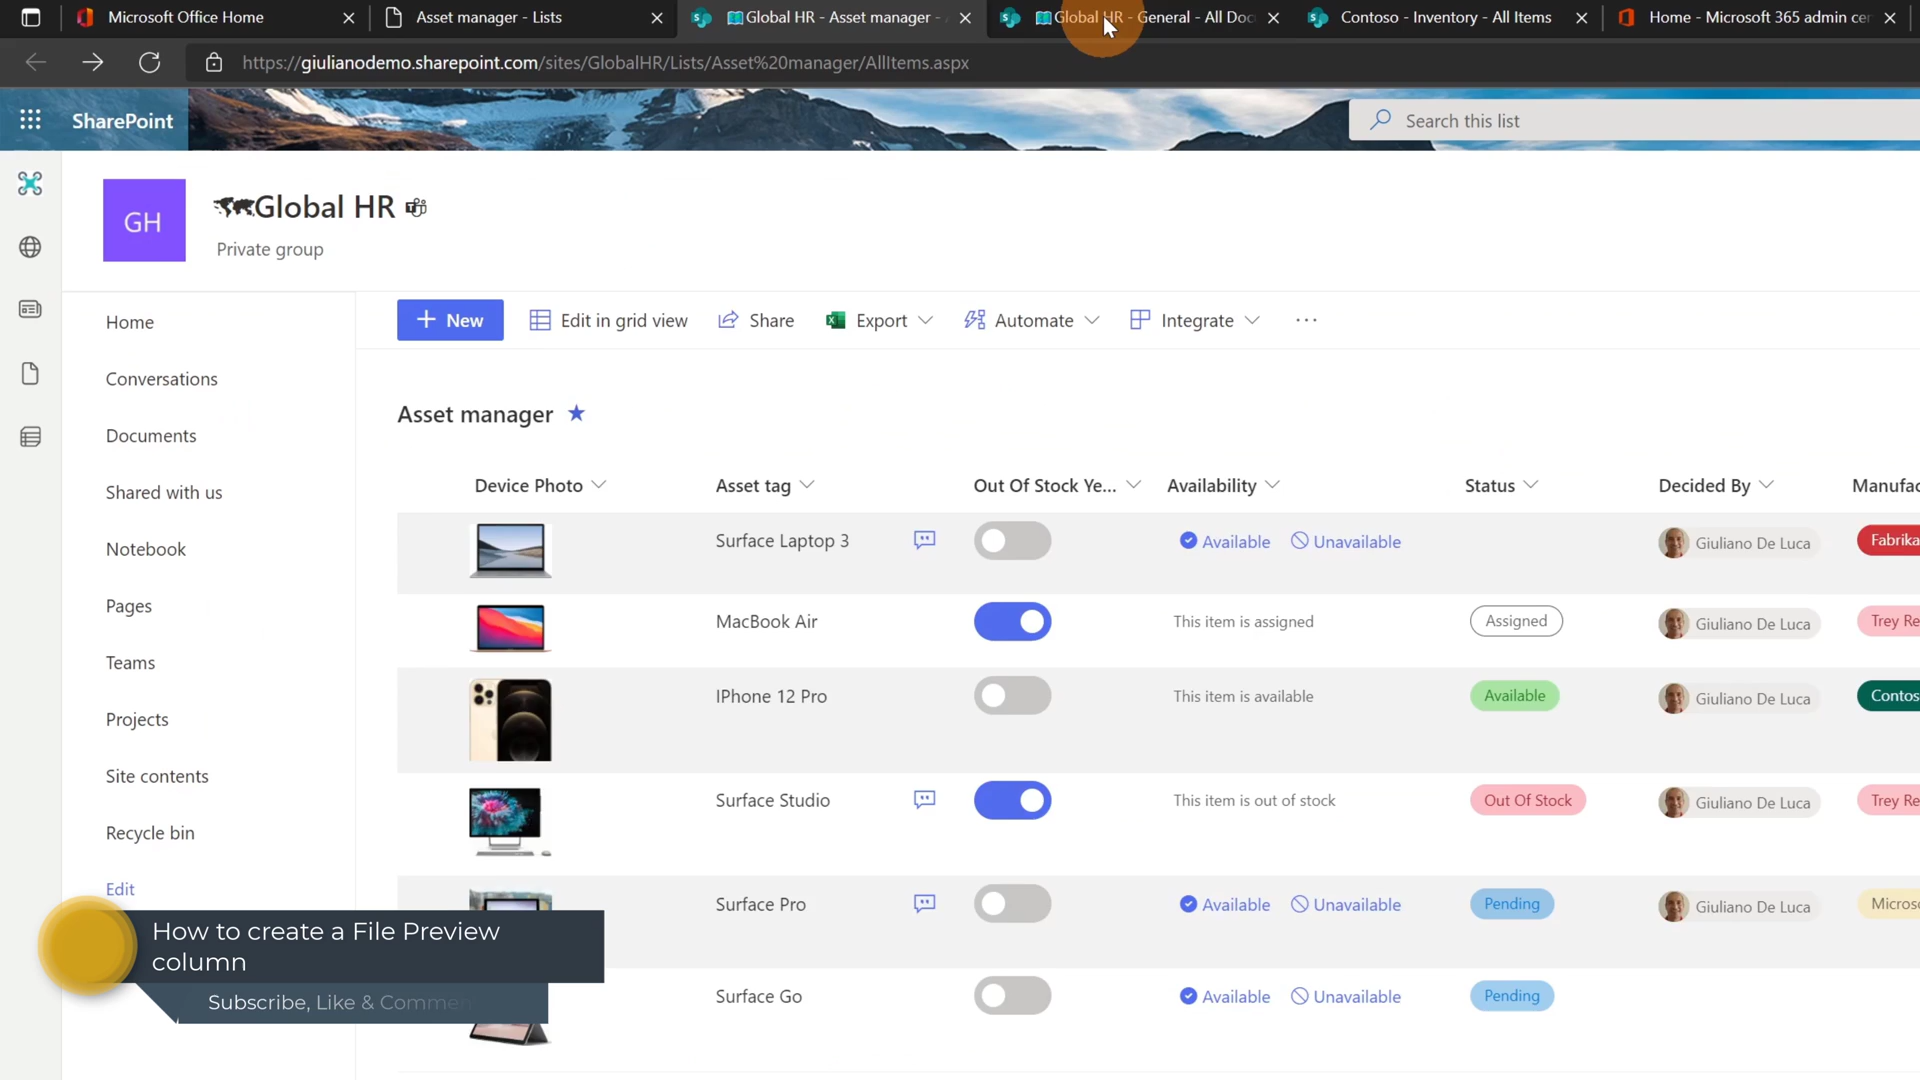 Microsoft Office Home
Asset manager - Lists
Global HR - Asset manager -
Global HR - General - All Doc
Contoso - Inventory - All Items
Home - Microsoft 365 admin cen
https://giulianodemo.sharepoint.com/sites/GlobalHR/Lists/Asset%20manager/AllItems.aspx
SharePoint
Search this list
GH
Global HR
Private group
Home
Conversations
Documents
Shared with us
Notebook
Pages
Teams
Projects
Site contents
Recycle bin
Edit
+ New
Edit in grid view
Share
Export
Automate
Integrate
...
Asset manager
Device Photo
Asset tag
Out Of Stock Ye...
Availability
Status
Decided By
Manufac
Surface Laptop 3
Available
Unavailable
Giuliano De Luca
Fabrika
MacBook Air
This item is assigned
Assigned
Giuliano De Luca
Trey Re
IPhone 12 Pro
This item is available
Available
Giuliano De Luca
Contos
Surface Studio
This item is out of stock
Out Of Stock
Giuliano De Luca
Trey Re
Surface Pro
Available
Unavailable
Pending
Giuliano De Luca
Microso
Surface Go
Available
Unavailable
Pending
How to create a File Preview
column
Subscribe, Like & Commen